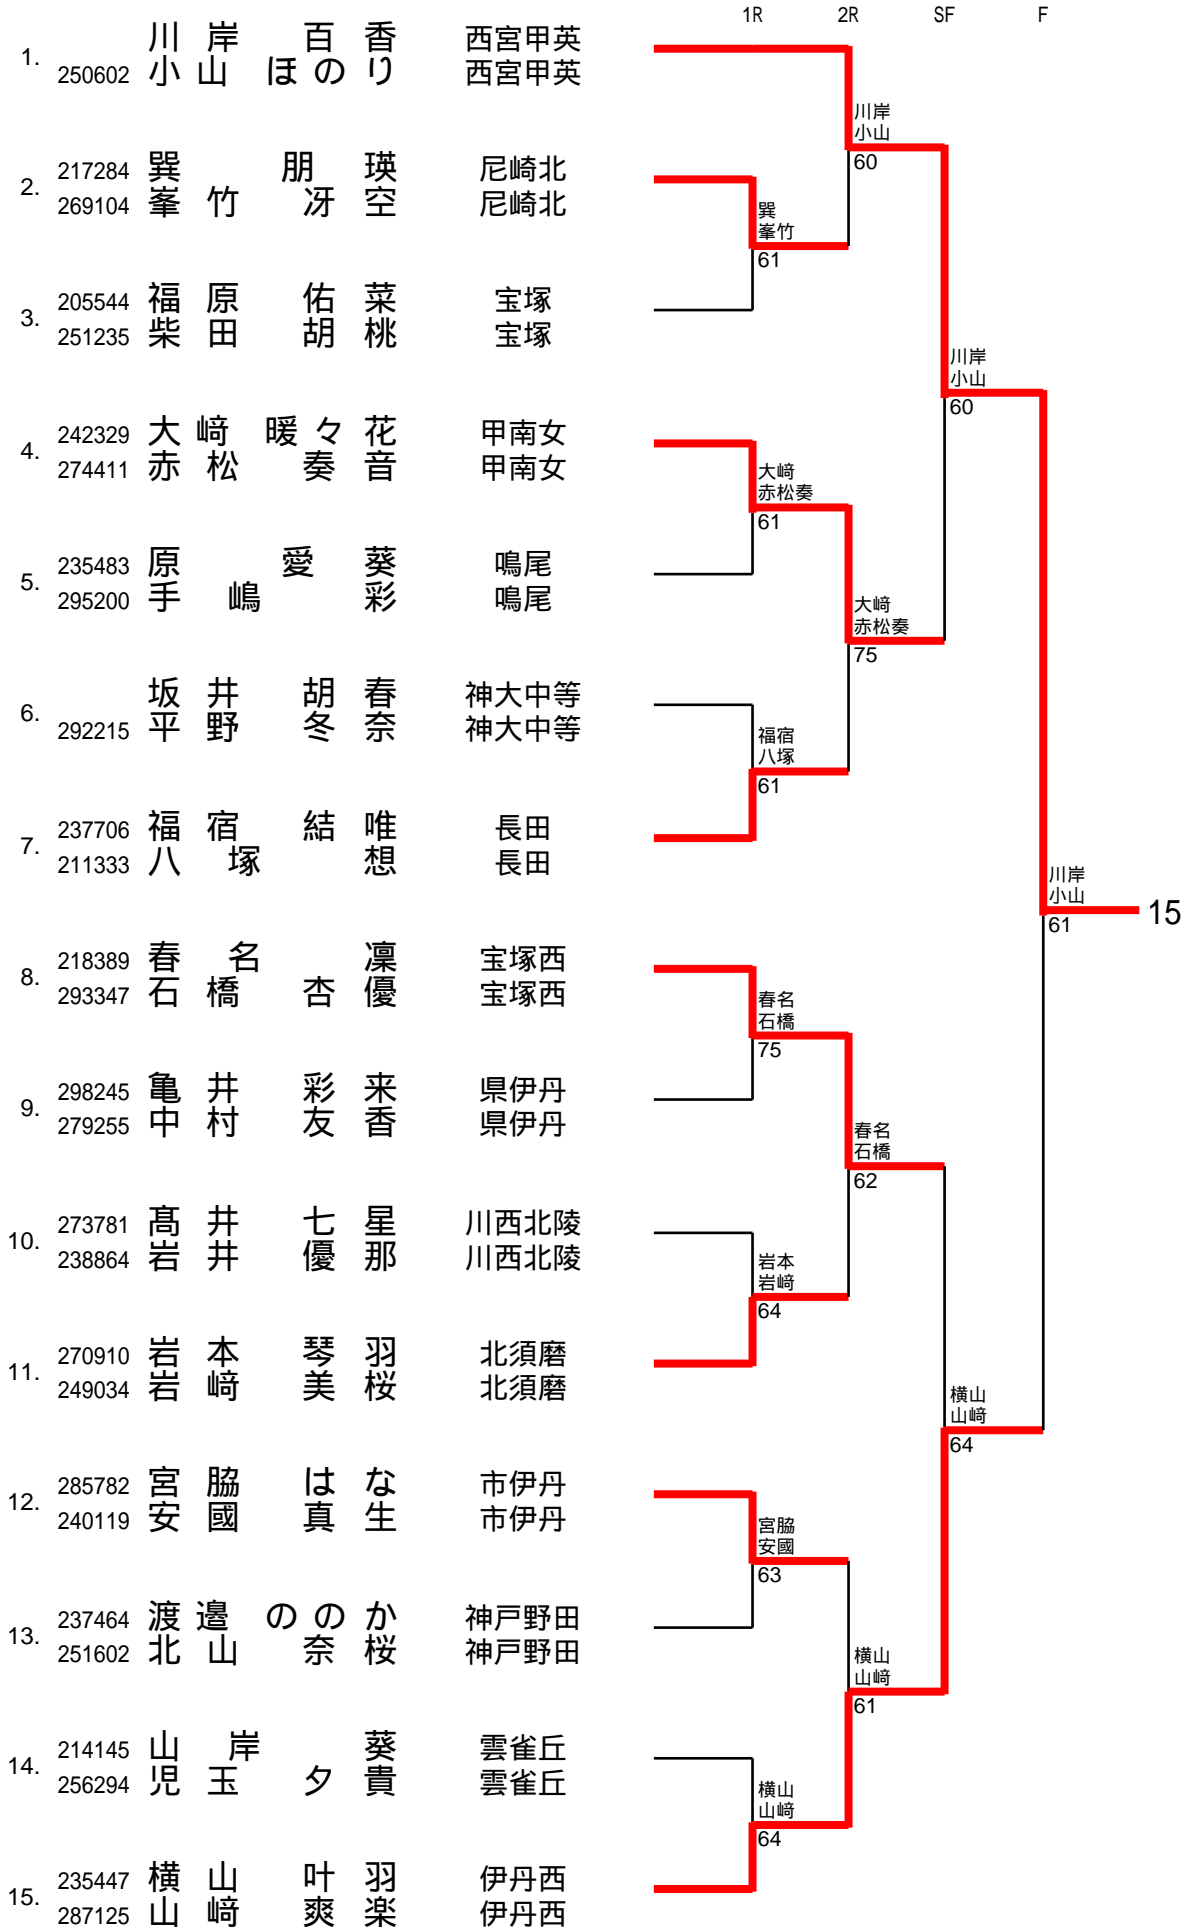 1R 2R SF F
1. 川岸 百香 西宮甲英
250602 小山 ほのり 西宮甲英
川岸
小山
60
2. 217284 巽 朋瑛 尼崎北
269104 峯竹 冴空 尼崎北
巽
峯竹
61
3. 205544 福原 佑菜 宝塚
251235 柴田 胡桃 宝塚
川岸
小山
60
4. 242329 大﨑 暖々花 甲南女
274411 赤松 奏音 甲南女
大﨑
赤松奏
61
5. 235483 原 愛葵 鳴尾
295200 手嶋 彩 鳴尾
大﨑
赤松奏
75
6. 坂井 胡春 神大中等
292215 平野 冬奈 神大中等
福宿
八塚
61
7. 237706 福宿 結唯 長田
211333 八塚 想 長田
川岸
小山
61
15
8. 218389 春名 凜 宝塚西
293347 石橋 杏優 宝塚西
春名
石橋
75
9. 298245 亀井 彩来 県伊丹
279255 中村 友香 県伊丹
春名
石橋
62
10. 273781 髙井 七星 川西北陵
238864 岩井 優那 川西北陵
岩本
岩﨑
64
11. 270910 岩本 琴羽 北須磨
249034 岩﨑 美桜 北須磨
横山
山﨑
64
12. 285782 宮脇 はな 市伊丹
240119 安國 真生 市伊丹
宮脇
安國
63
13. 237464 渡邉 ののか 神戸野田
251602 北山 奈桜 神戸野田
横山
山﨑
61
14. 214145 山岸 葵 雲雀丘
256294 児玉 夕貴 雲雀丘
横山
山﨑
64
15. 235447 横山 叶羽 伊丹西
287125 山﨑 爽楽 伊丹西